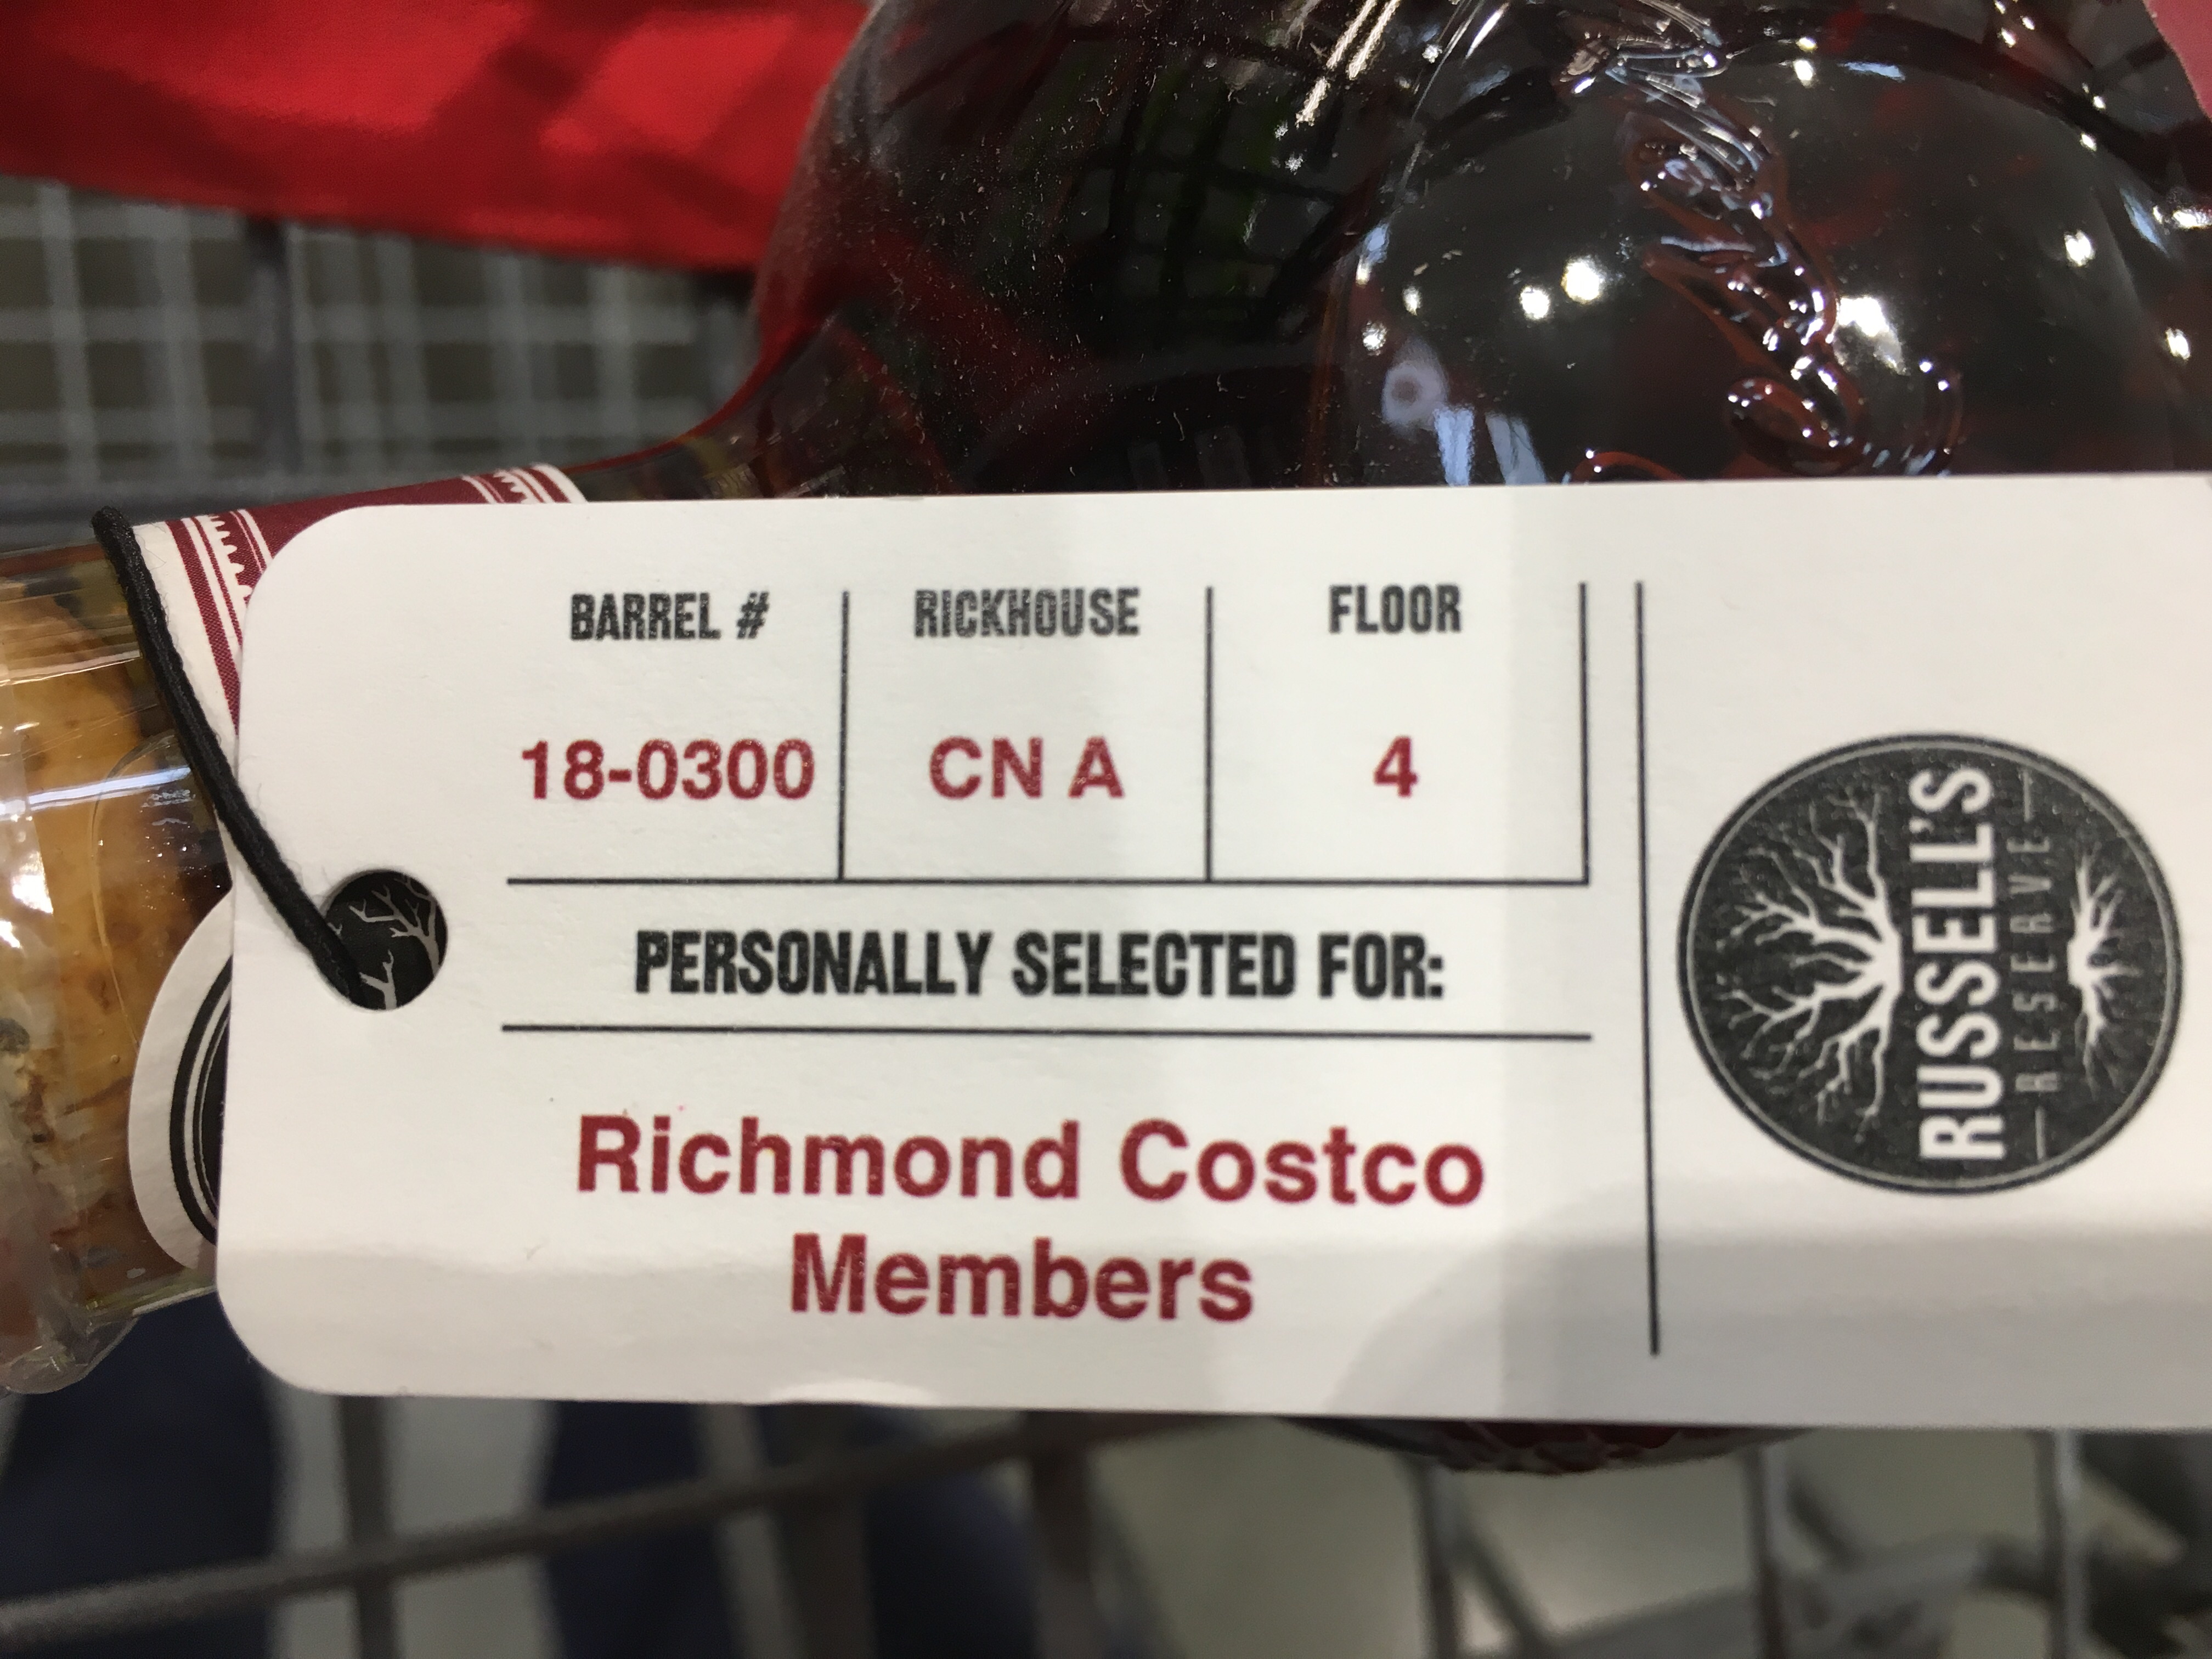 BARREL # RICKHOUSE FLOOR
18-0300 CN A 4
PERSONALLY SELECTED FOR:
Richmond Costco
Members
RUSSELL'S
RESERVE